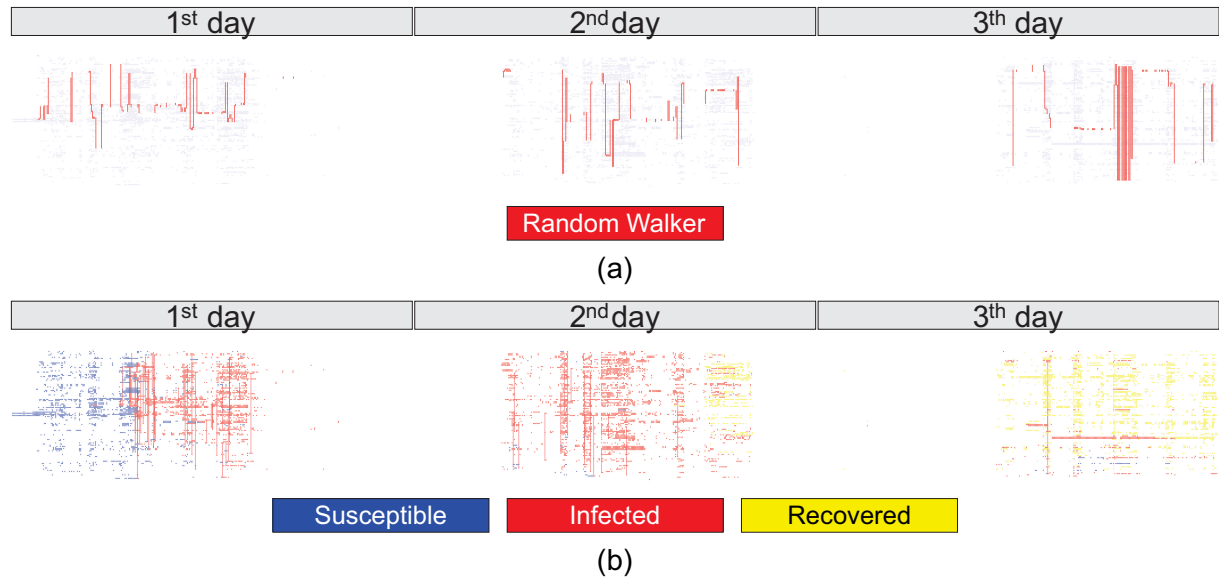 1st day 2nd day 3th day
Random Walker
(a)
1st day 2nd day 3th day
Susceptible Infected Recovered
(b)